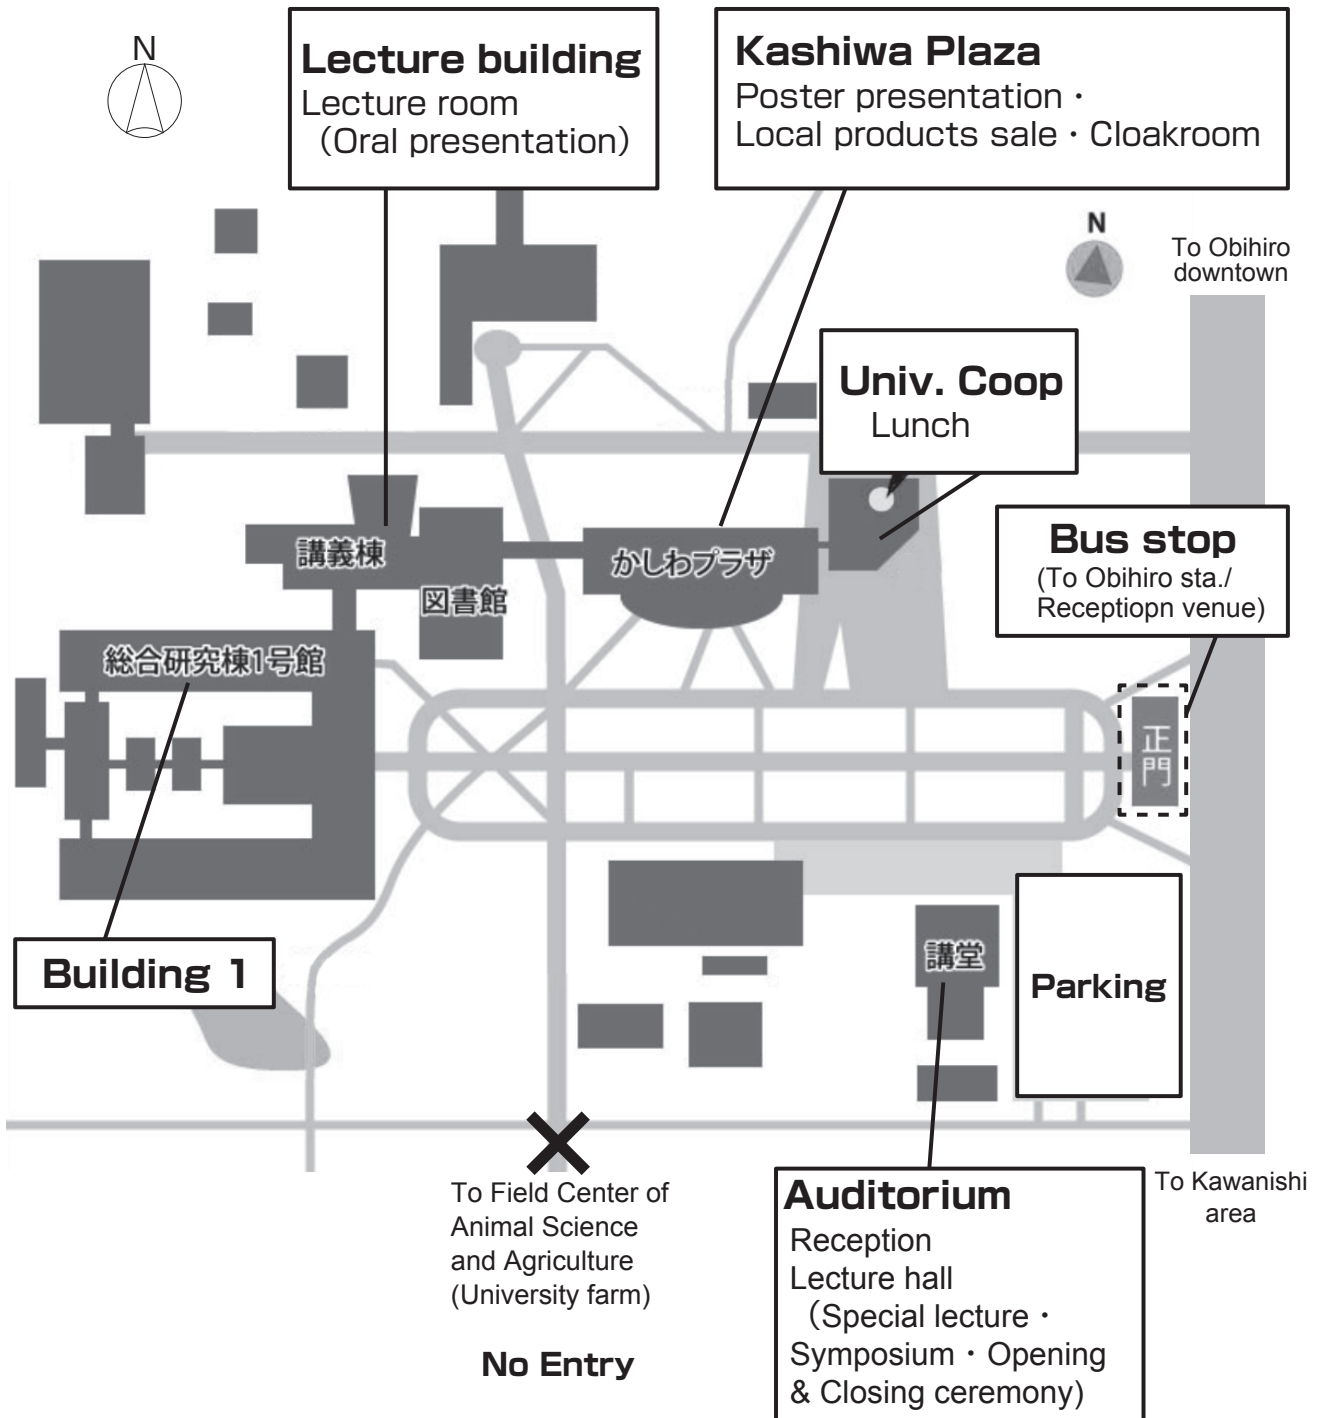 N
Lecture building
Lecture room
（Oral presentation）
Kashiwa Plaza
Poster presentation・
Local products sale・Cloakroom
N
To Obihiro
downtown
Univ. Coop
Lunch
Bus stop
(To Obihiro sta./
Receptiopn venue)
講義棟
図書館
かしわプラザ
総合研究棟1号館
正門
Building 1
講堂
Parking
To Field Center of
Animal Science
and Agriculture
(University farm)
No Entry
Auditorium
Reception
Lecture hall
（Special lecture・
Symposium・Opening
& Closing ceremony)
To Kawanishi
area